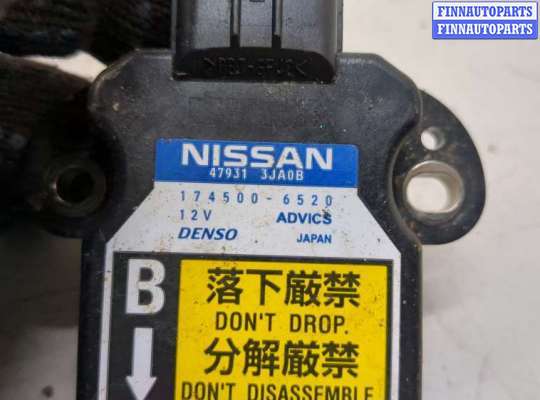 FINNAUTOPARTS
FINNAUTOPARTS
NISSAN
47931 3JA0B
174500-6520
12V ADVICS
DENSO JAPAN
B
落下厳禁
DON'T DROP.
分解厳禁
DON'T DISASSEMBLE